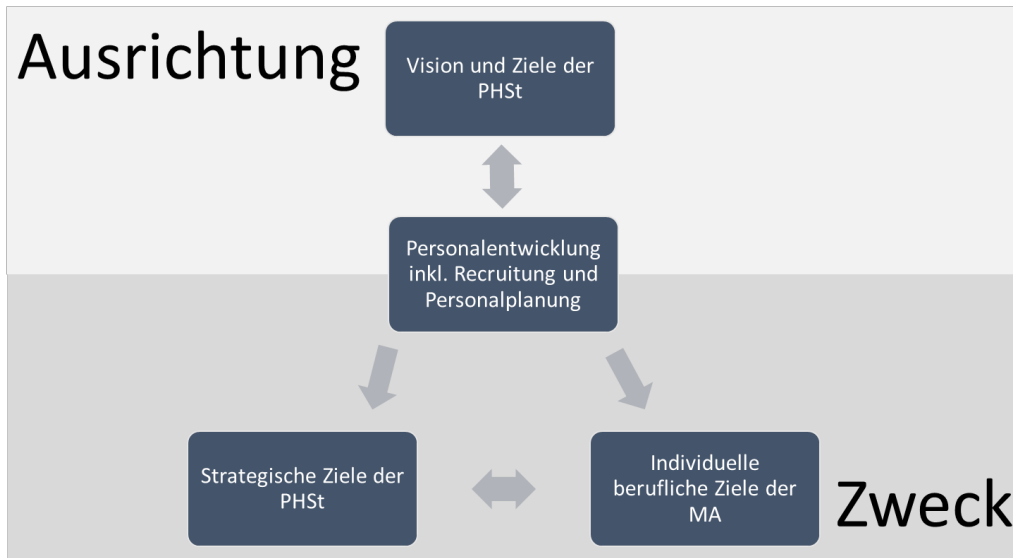 Ausrichtung
Vision und Ziele der
PHSt
Personalentwicklung
inkl. Recruitung und
Personalplanung
Strategische Ziele der
PHSt
Individuelle
berufliche Ziele der
MA
Zweck